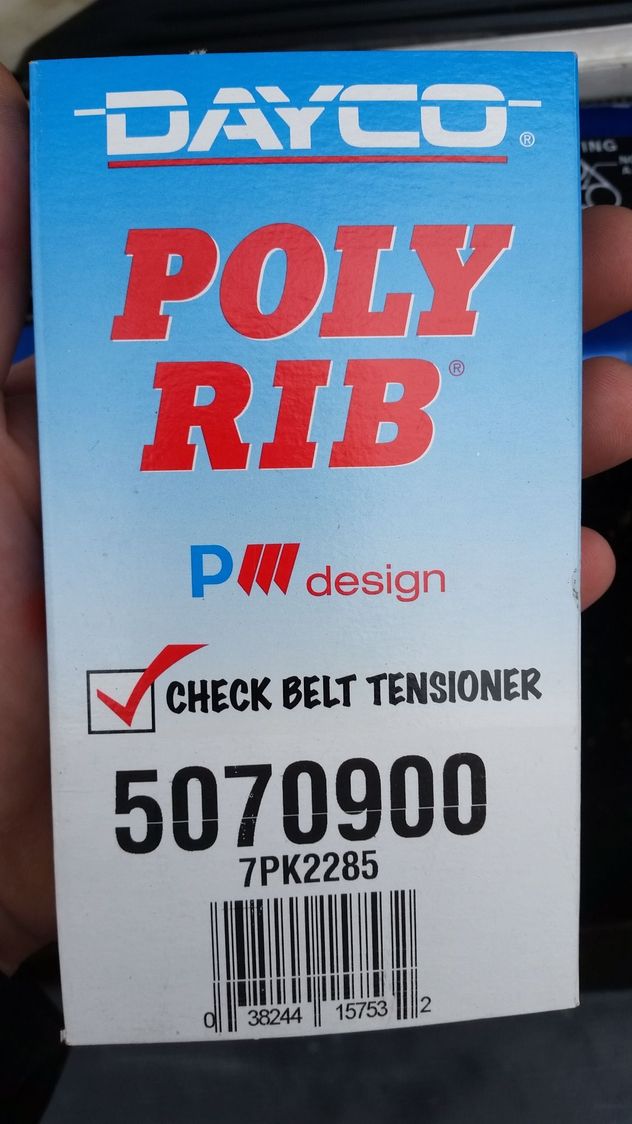 DAYCO®
POLY
RIB®
P design
CHECK BELT TENSIONER
5070900
7PK2285
0 38244 15753 2